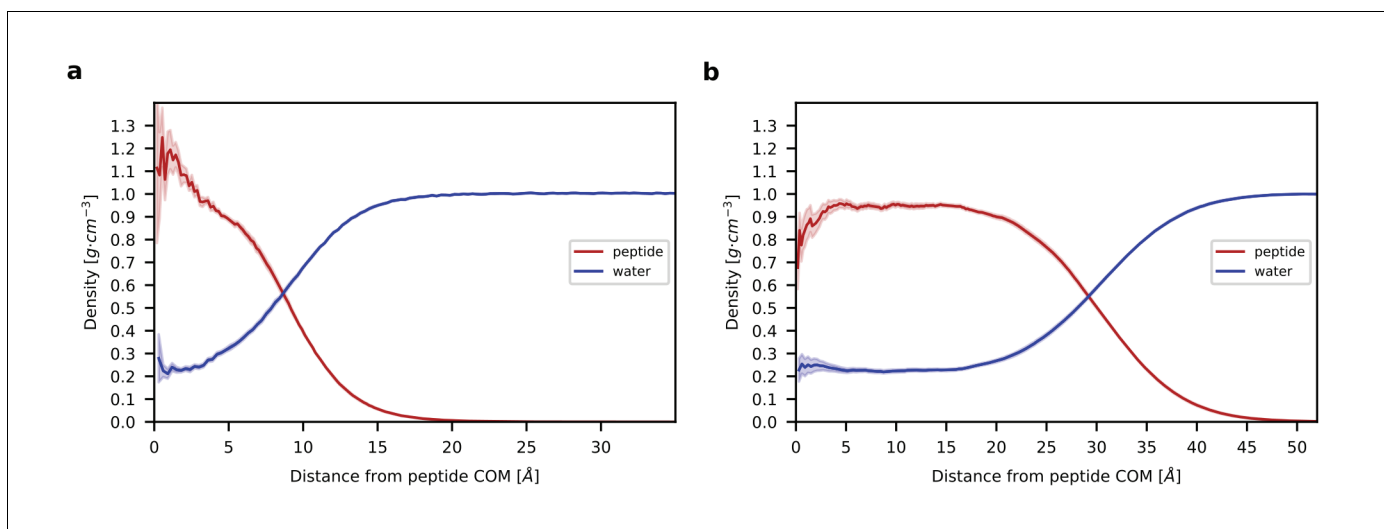 a
1.3
1.2
1.1
1.0
0.9
0.8
0.7
0.6
0.5
0.4
0.3
0.2
0.1
0.0
Density [g·cm⁻³]
peptide
water
0 5 10 15 20 25 30
Distance from peptide COM [Å]
b
1.3
1.2
1.1
1.0
0.9
0.8
0.7
0.6
0.5
0.4
0.3
0.2
0.1
0.0
Density [g·cm⁻³]
peptide
water
0 5 10 15 20 25 30 35 40 45 50
Distance from peptide COM [Å]